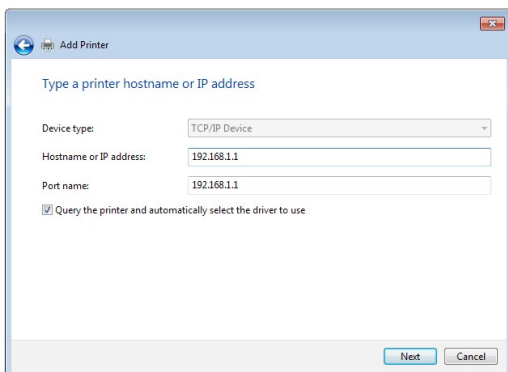 Add Printer
Type a printer hostname or IP address
Device type: TCP/IP Device
Hostname or IP address: 192.168.1.1
Port name: 192.168.1.1
Query the printer and automatically select the driver to use
Next Cancel